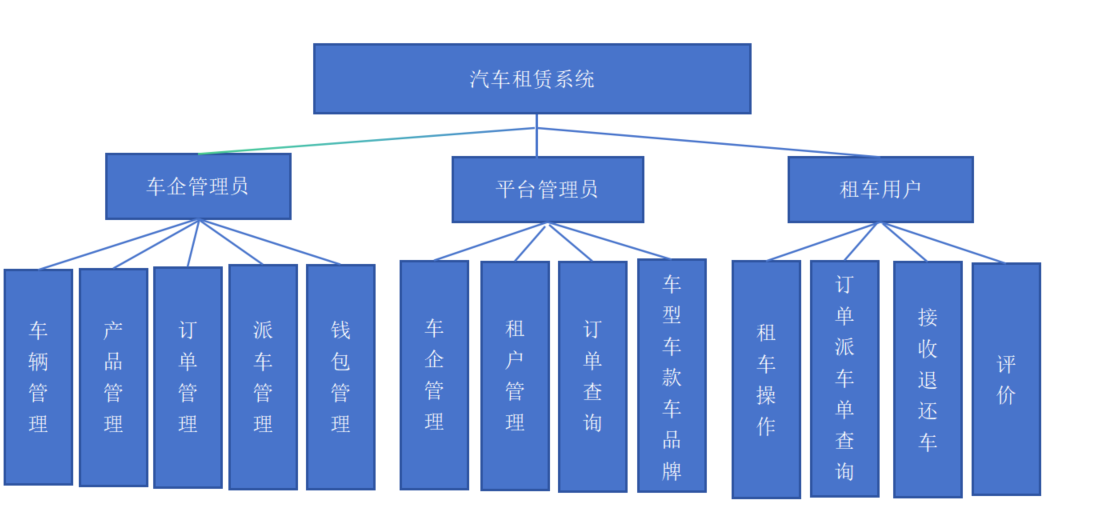 汽车租赁系统
车企管理员
平台管理员
租车用户
车辆管理
产品管理
订单管理
派车管理
钱包管理
车企管理
租户管理
订单查询
车型车款车品牌
租车操作
订单派车单查询
接收退还车
评价